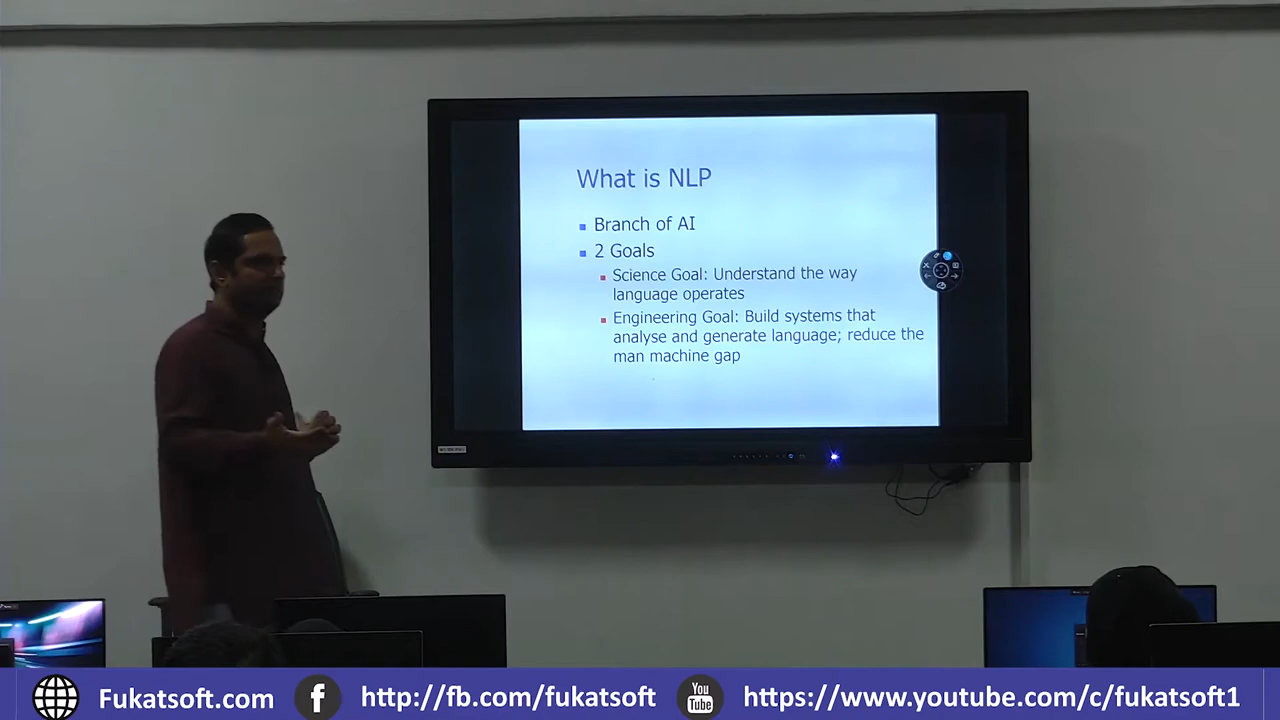 What is NLP
Branch of AI
2 Goals
Science Goal: Understand the way
language operates
Engineering Goal: Build systems that
analyse and generate language; reduce the
man machine gap
Fukatsoft.com
f
http://fb.com/fukatsoft
You
Tube
https://www.youtube.com/c/fukatsoft1